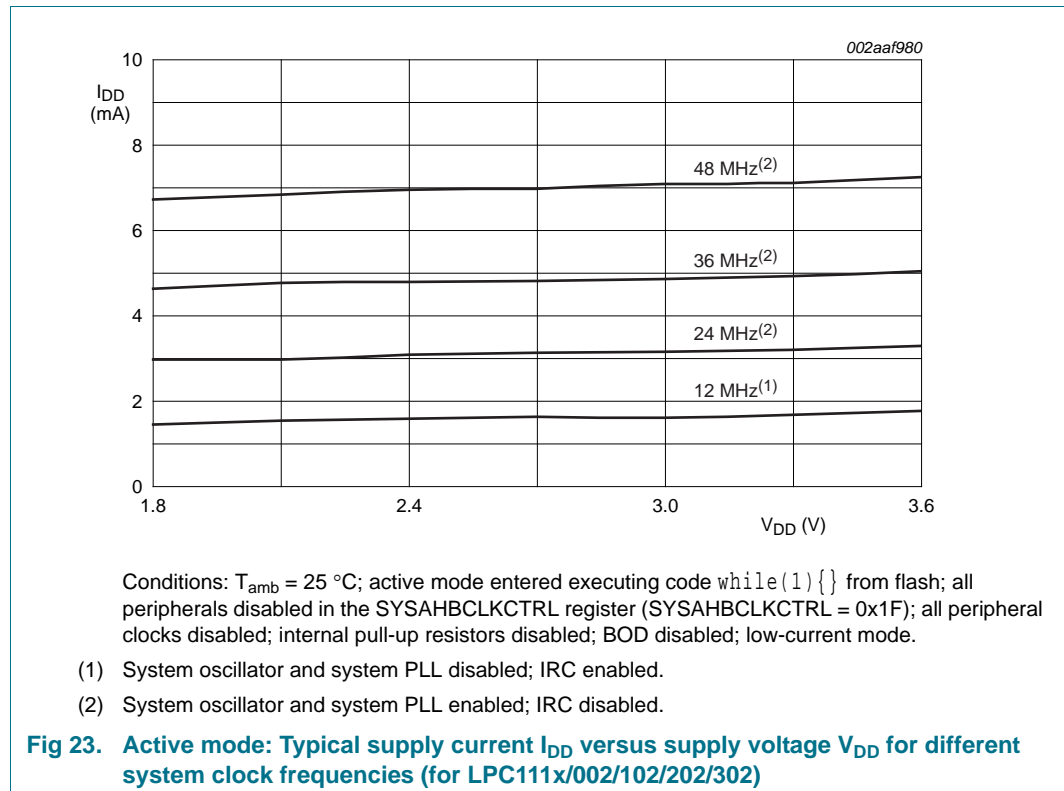 002aaf980
10
I_DD
(mA)
8
48 MHz(2)
6
36 MHz(2)
4
24 MHz(2)
2
12 MHz(1)
0
1.8
2.4
3.0
3.6
V_DD (V)
Conditions: T_amb = 25 °C; active mode entered executing code while(1){} from flash; all
peripherals disabled in the SYSAHBCLKCTRL register (SYSAHBCLKCTRL = 0x1F); all peripheral
clocks disabled; internal pull-up resistors disabled; BOD disabled; low-current mode.
(1) System oscillator and system PLL disabled; IRC enabled.
(2) System oscillator and system PLL enabled; IRC disabled.
Fig 23. Active mode: Typical supply current I_DD versus supply voltage V_DD for different
system clock frequencies (for LPC111x/002/102/202/302)